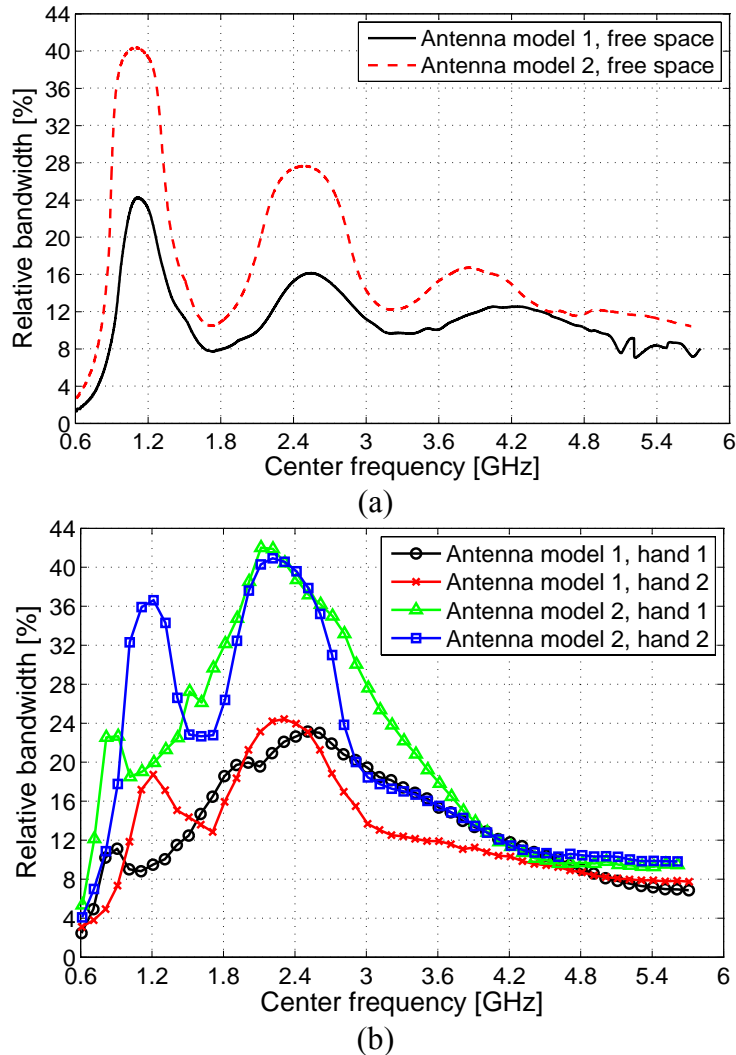 44
40
36
32
28
24
20
16
12
8
4
0
Relative bandwidth [%]
Antenna model 1, free space
Antenna model 2, free space
0.6 1.2 1.8 2.4 3 3.6 4.2 4.8 5.4 6
Center frequency [GHz]
(a)
44
40
36
32
28
24
20
16
12
8
4
0
Relative bandwidth [%]
Antenna model 1, hand 1
Antenna model 1, hand 2
Antenna model 2, hand 1
Antenna model 2, hand 2
0.6 1.2 1.8 2.4 3 3.6 4.2 4.8 5.4 6
Center frequency [GHz]
(b)